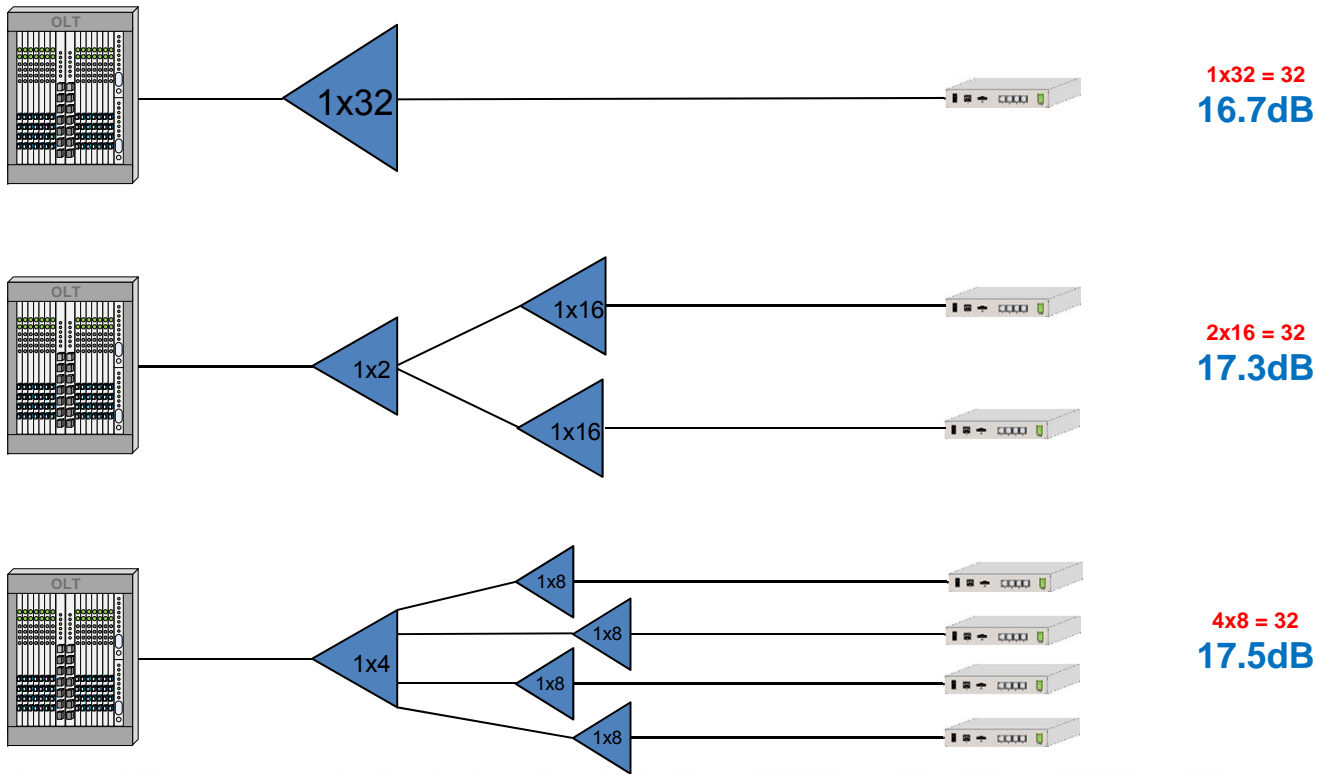 OLT
1x32
1x32 = 32
16.7dB
OLT
1x2
1x16
1x16
2x16 = 32
17.3dB
OLT
1x4
1x8
1x8
1x8
1x8
4x8 = 32
17.5dB